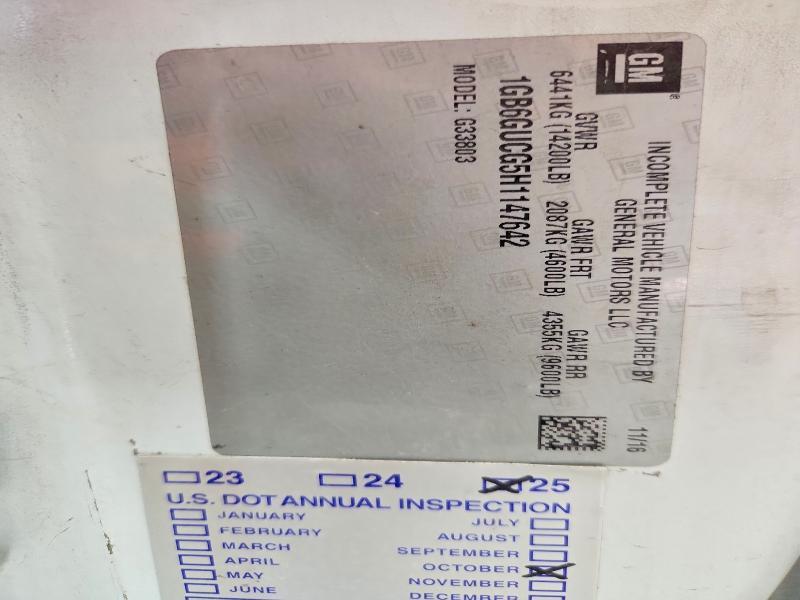 GM
INCOMPLETE VEHICLE MANUFACTURED BY
GENERAL MOTORS LLC
11/16
GVWR GAWR FRT GAWR RR
6441KG (14200LB) 2087KG (4600LB) 4355KG (9600LB)
1GB6GUCG5H1147642
MODEL: G33803
23 24 25
U.S. DOT ANNUAL INSPECTION
JANUARY JULY
FEBRUARY AUGUST
MARCH SEPTEMBER
APRIL OCTOBER
MAY NOVEMBER
JUNE DECEMBER